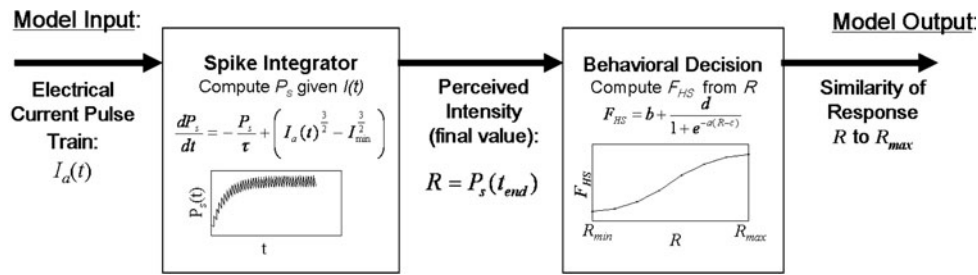 Model Input:
Electrical
Current Pulse
Train:
I_a(t)
Spike Integrator
Compute P_s given I(t)
dP_s/dt = -P_s/τ + (I_a(t)^{3/2} - I_min^{3/2})
P_s(t)
t
Perceived
Intensity
(final value):
R = P_s(t_end)
Behavioral Decision
Compute F_HS from R
F_HS = b + d/(1 + e^{-a(R-c)})
F_HS
R_min R R_max
Model Output:
Similarity of
Response
R to R_max